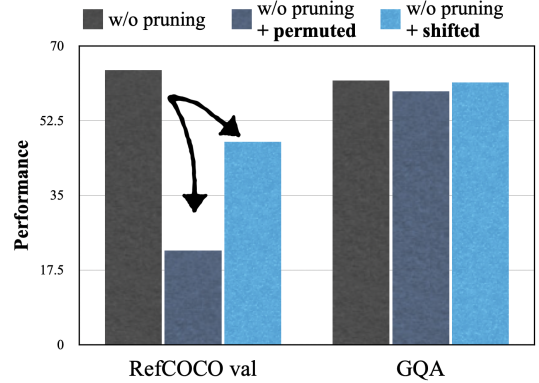 w/o pruning
w/o pruning
+ permuted
w/o pruning
+ shifted
Performance
70
52.5
35
17.5
0
RefCOCO val
GQA